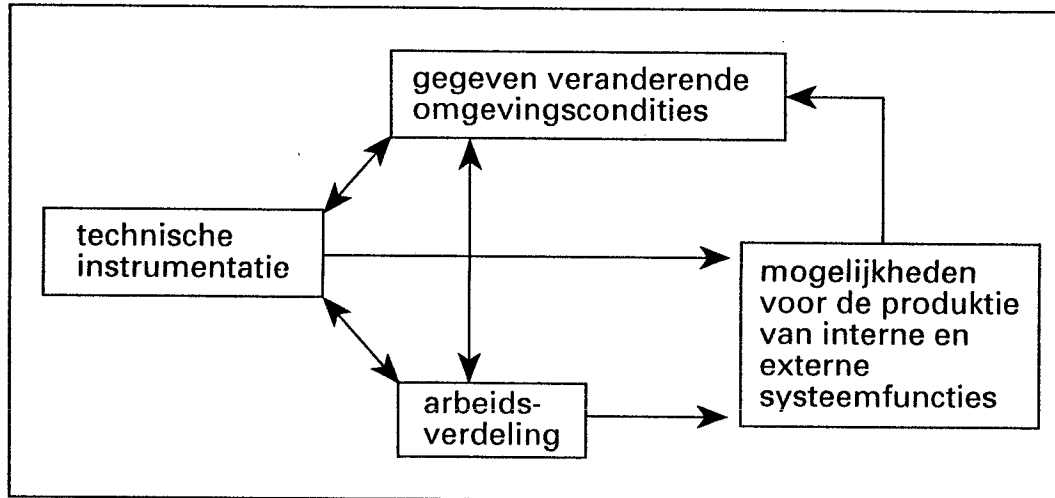 gegeven veranderende
omgevingscondities
technische
instrumentatie
mogelijkheden
voor de produktie
van interne en
externe
systeemfuncties
arbeids-
verdeling